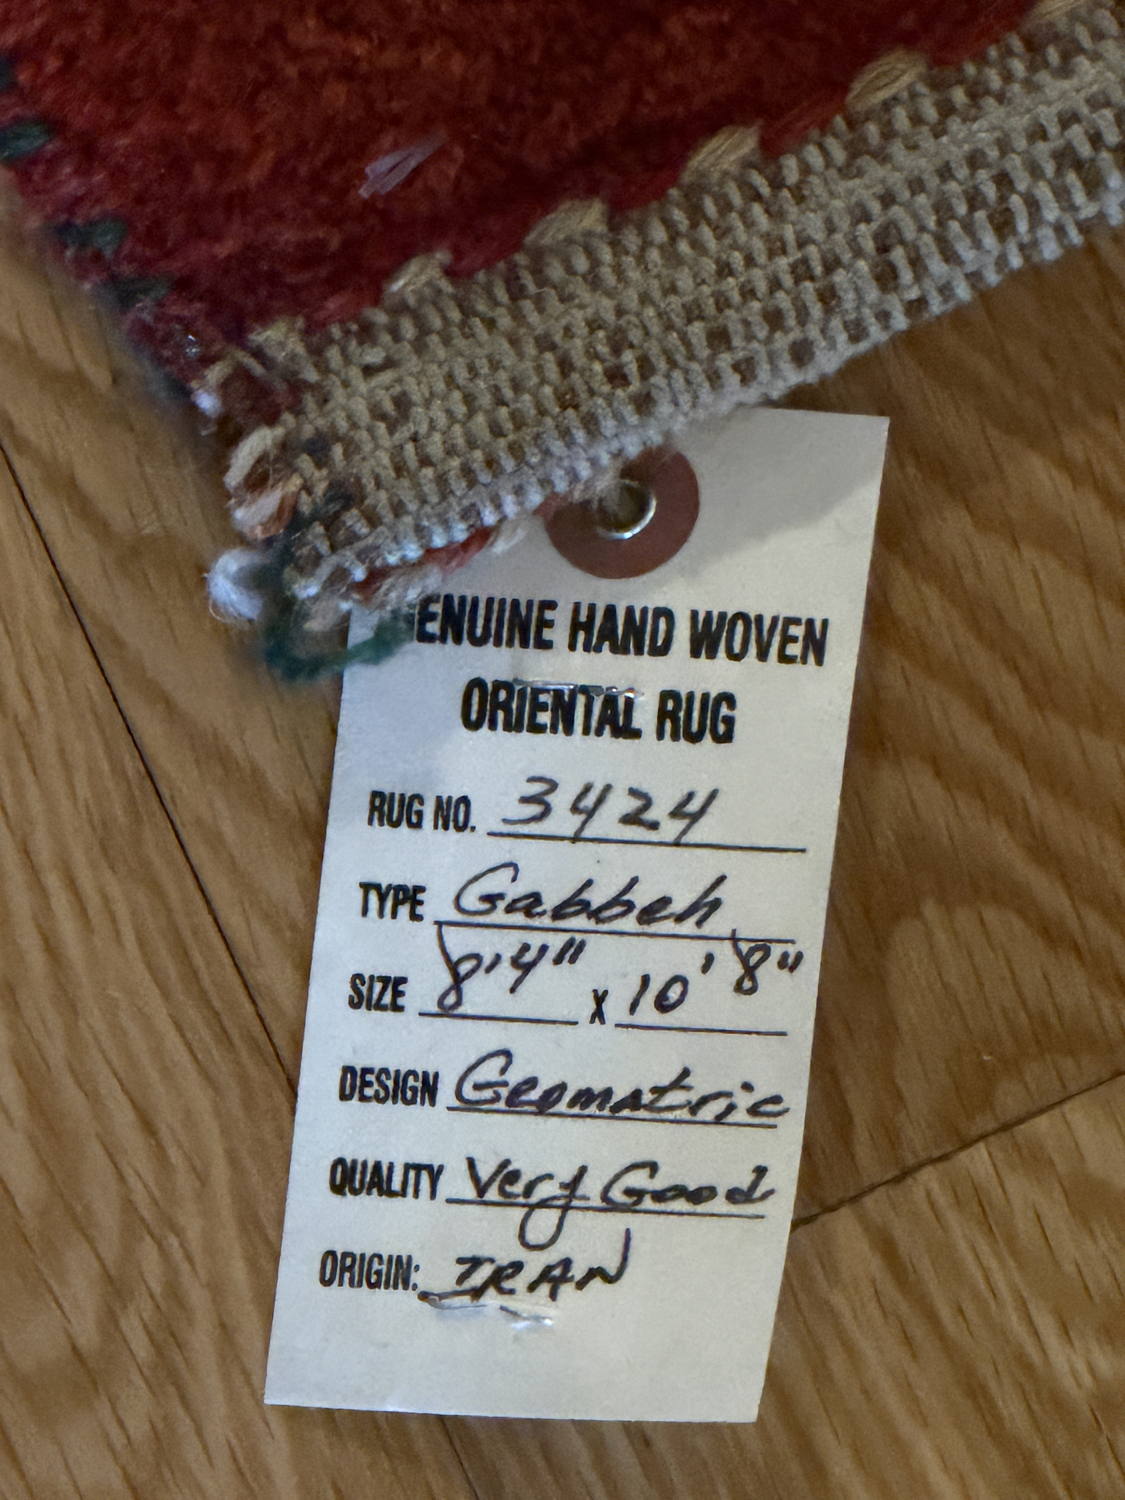 ENUINE HAND WOVEN
ORIENTAL RUG
RUG NO. 3424
TYPE Gabbeh
SIZE 8'4" X 10'8"
DESIGN Geomatric
QUALITY Very Good
ORIGIN: IRAN